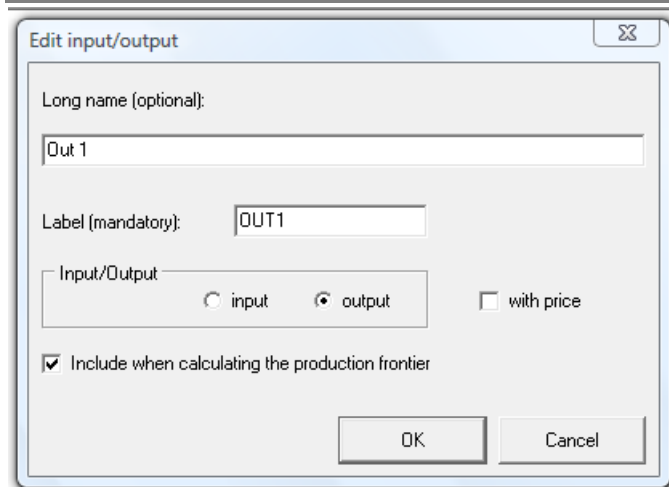 Edit input/output
Long name (optional):
Out 1
Label (mandatory): OUT1
Input/Output
input output with price
Include when calculating the production frontier
OK Cancel